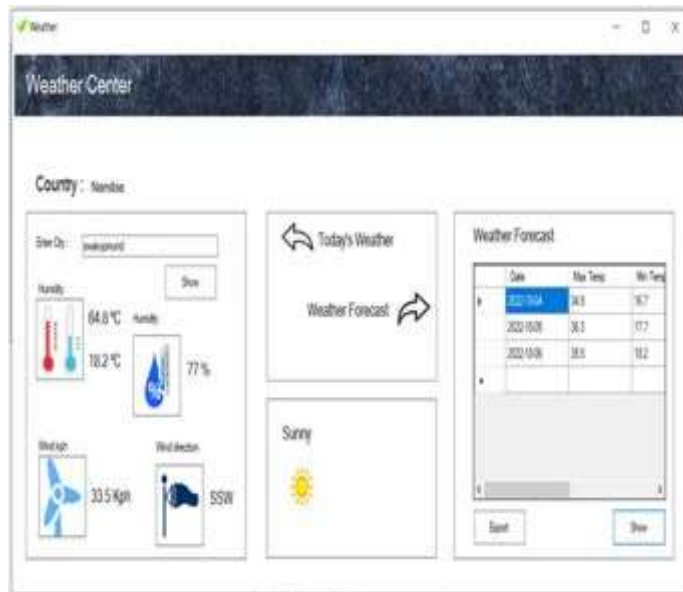 Weather
Weather Center
Country : Namibia
Enter City : swakopmund
Show
Humidity
64.8 °C
18.2 °C
Humidity
77 %
Wind kph
33.5 Kph
Wind direction
SSW
Today's Weather
Weather Forecast
Sunny
Weather Forecast
Date Max Temp Min Temp
2022-10-04 34.9 16.7
2022-10-05 36.3 17.7
2022-10-06 38.6 18.2
Export
Show